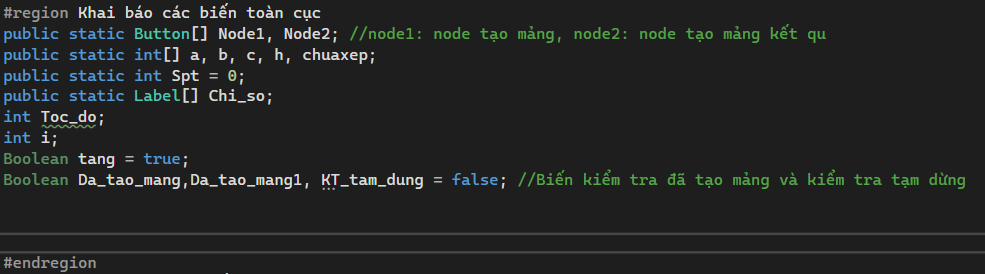 #region Khai báo các biến toàn cục
public static Button[] Node1, Node2; //node1: node tạo mảng, node2: node tạo mảng kết qu
public static int[] a, b, c, h, chuaxep;
public static int Spt = 0;
public static Label[] Chi_so;
int Toc_do;
int i;
Boolean tang = true;
Boolean Da_tao_mang,Da_tao_mang1, KT_tam_dung = false; //Biến kiểm tra đã tạo mảng và kiểm tra tạm dừng
#endregion